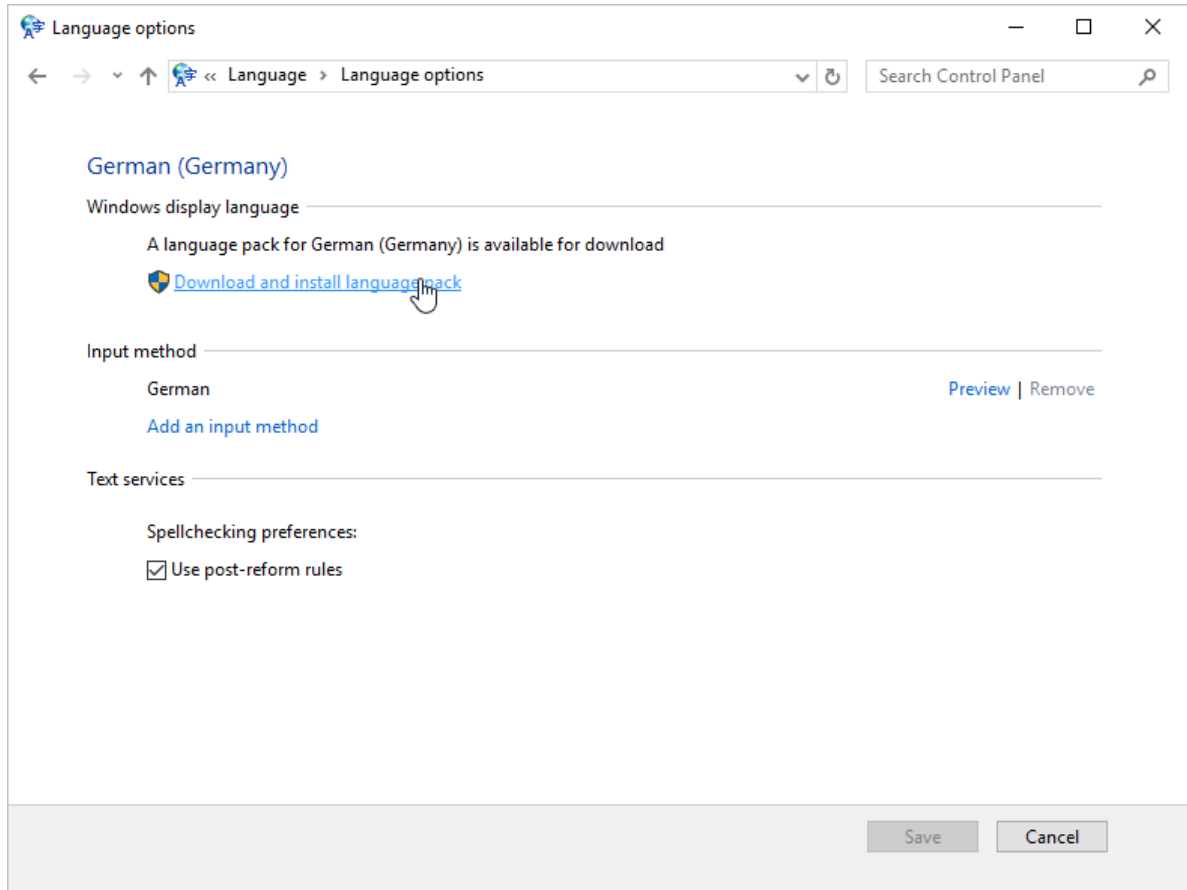 Language options
« Language › Language options
Search Control Panel
German (Germany)
Windows display language
A language pack for German (Germany) is available for download
Download and install language pack
Input method
German
Preview | Remove
Add an input method
Text services
Spellchecking preferences:
Use post-reform rules
Save Cancel